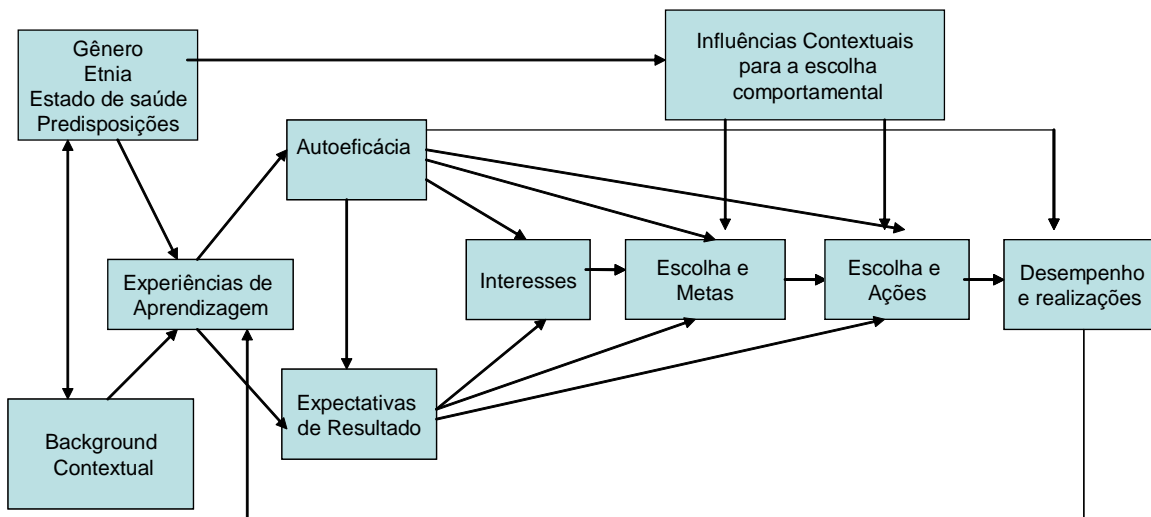 Gênero
Etnia
Estado de saúde
Predisposições
Influências Contextuais
para a escolha
comportamental
Autoeficácia
Experiências de
Aprendizagem
Interesses
Escolha e
Metas
Escolha e
Ações
Desempenho
e realizações
Expectativas
de Resultado
Background
Contextual